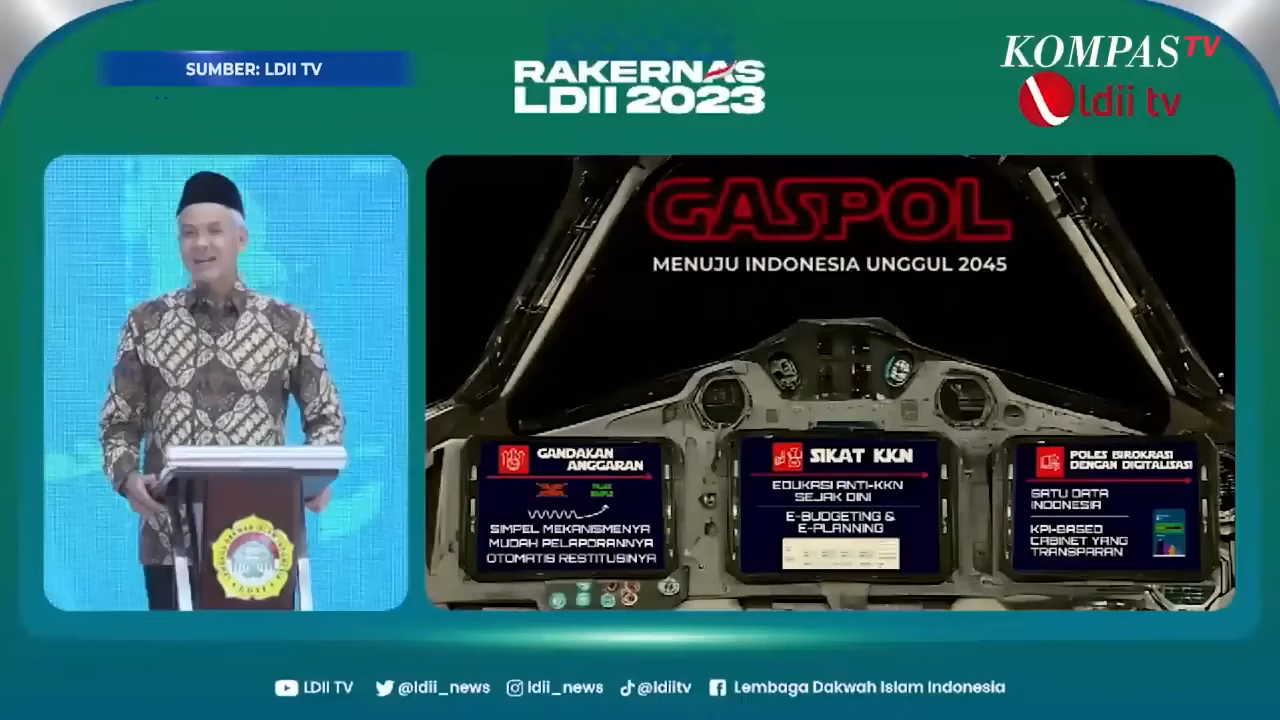 SUMBER: LDII TV
RAKERNAS
LDII 2023
KOMPAS TV
ldii tv
GASPOL
MENUJU INDONESIA UNGGUL 2045
GANDAKAN
ANGGARAN
SIMPEL MEKANISMENYA
MUDAH PELAPORANNYA
OTOMATIS RESTITUSINYA
SIKAT KKN
EDUKASI ANTI-KKN
SEJAK DINI
E-BUDGETING &
E-PLANNING
POLES BIROKRASI
DENGAN DIGITALISASI
SATU DATA
INDONESIA
KPI-BASED
CABINET YANG
TRANSPARAN
LDII TV @ldii_news ldii_news @ldiitv Lembaga Dakwah Islam Indonesia